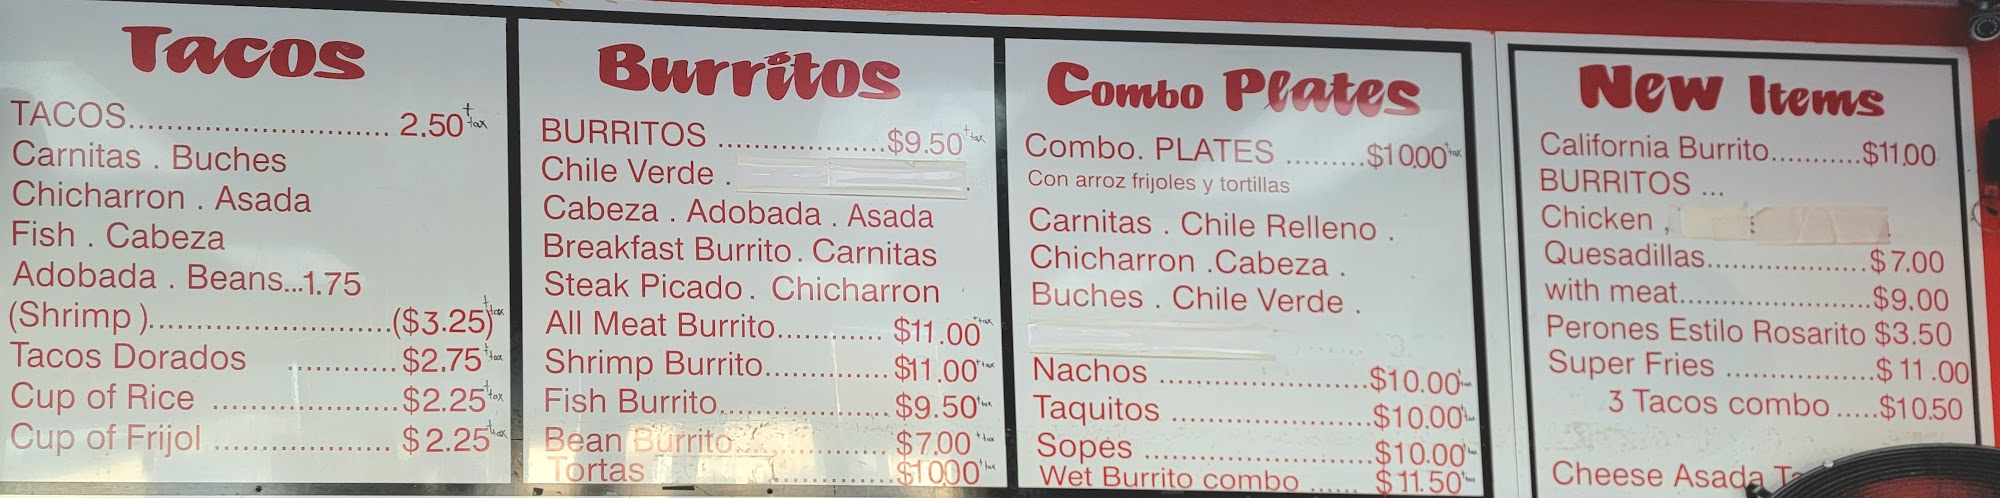 Tacos
TACOS............................ 2.50 + tax
Carnitas . Buches
Chicharron . Asada
Fish . Cabeza
Adobada . Beans...1.75
(Shrimp )..........................($3.25) + tax
Tacos Dorados ............. $2.75 + tax
Cup of Rice .................... $2.25 + tax
Cup of Frijol ................... $2.25 + tax
Burritos
BURRITOS .................$9.50 + tax
Chile Verde .
Cabeza . Adobada . Asada
Breakfast Burrito . Carnitas
Steak Picado . Chicharron
All Meat Burrito............ $11.00 + tax
Shrimp Burrito.............. $11.00 + tax
Fish Burrito................... $9.50 + tax
Bean Burrito................. $7.00 + tax
Tortas ............. $10.00 + tax
Combo Plates
Combo. PLATES .........$10.00 + tax
Con arroz frijoles y tortillas
Carnitas . Chile Relleno .
Chicharron .Cabeza .
Buches . Chile Verde .
Nachos .......................$10.00 + tax
Taquitos ......................$10.00 + tax
Sopes .........................$10.00 + tax
Wet Burrito combo ...... $11.50 + tax
New Items
California Burrito...........$11.00
BURRITOS ...
Chicken ,
Quesadillas...................$7.00
with meat......................$9.00
Perones Estilo Rosarito $3.50
Super Fries .................$11.00
3 Tacos combo .....$10.50
Cheese Asada